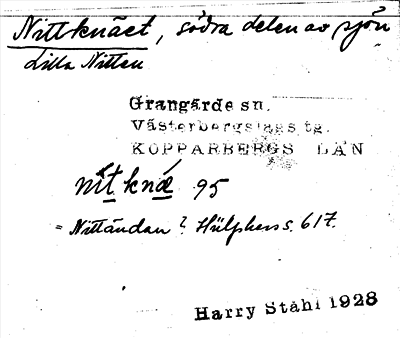 Nittknäet, södra delen av sjön
Lilla Nitten
Grangärde sn.
Västerbergslags tg.
KOPPARBERGS LÄN
nit knä 95
= Nittändan? Hülphers s. 617.
Harry Ståhl 1928